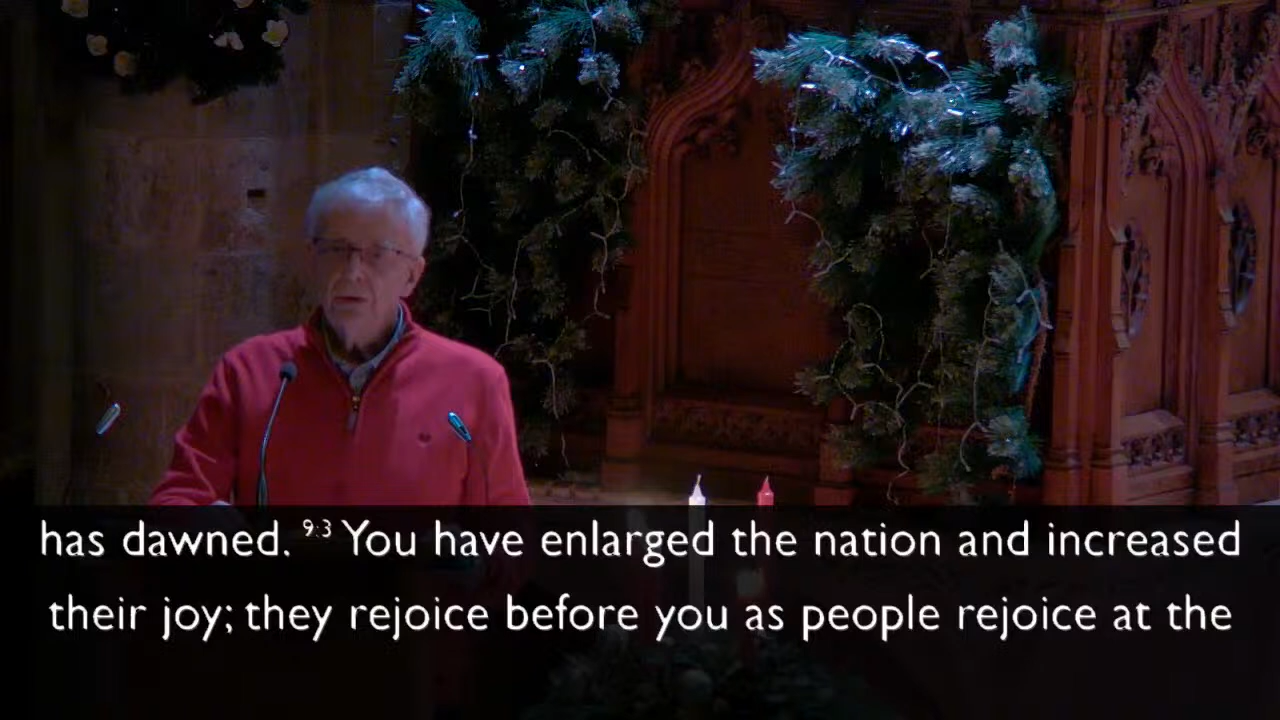 has dawned. 9:3 You have enlarged the nation and increased
their joy; they rejoice before you as people rejoice at the